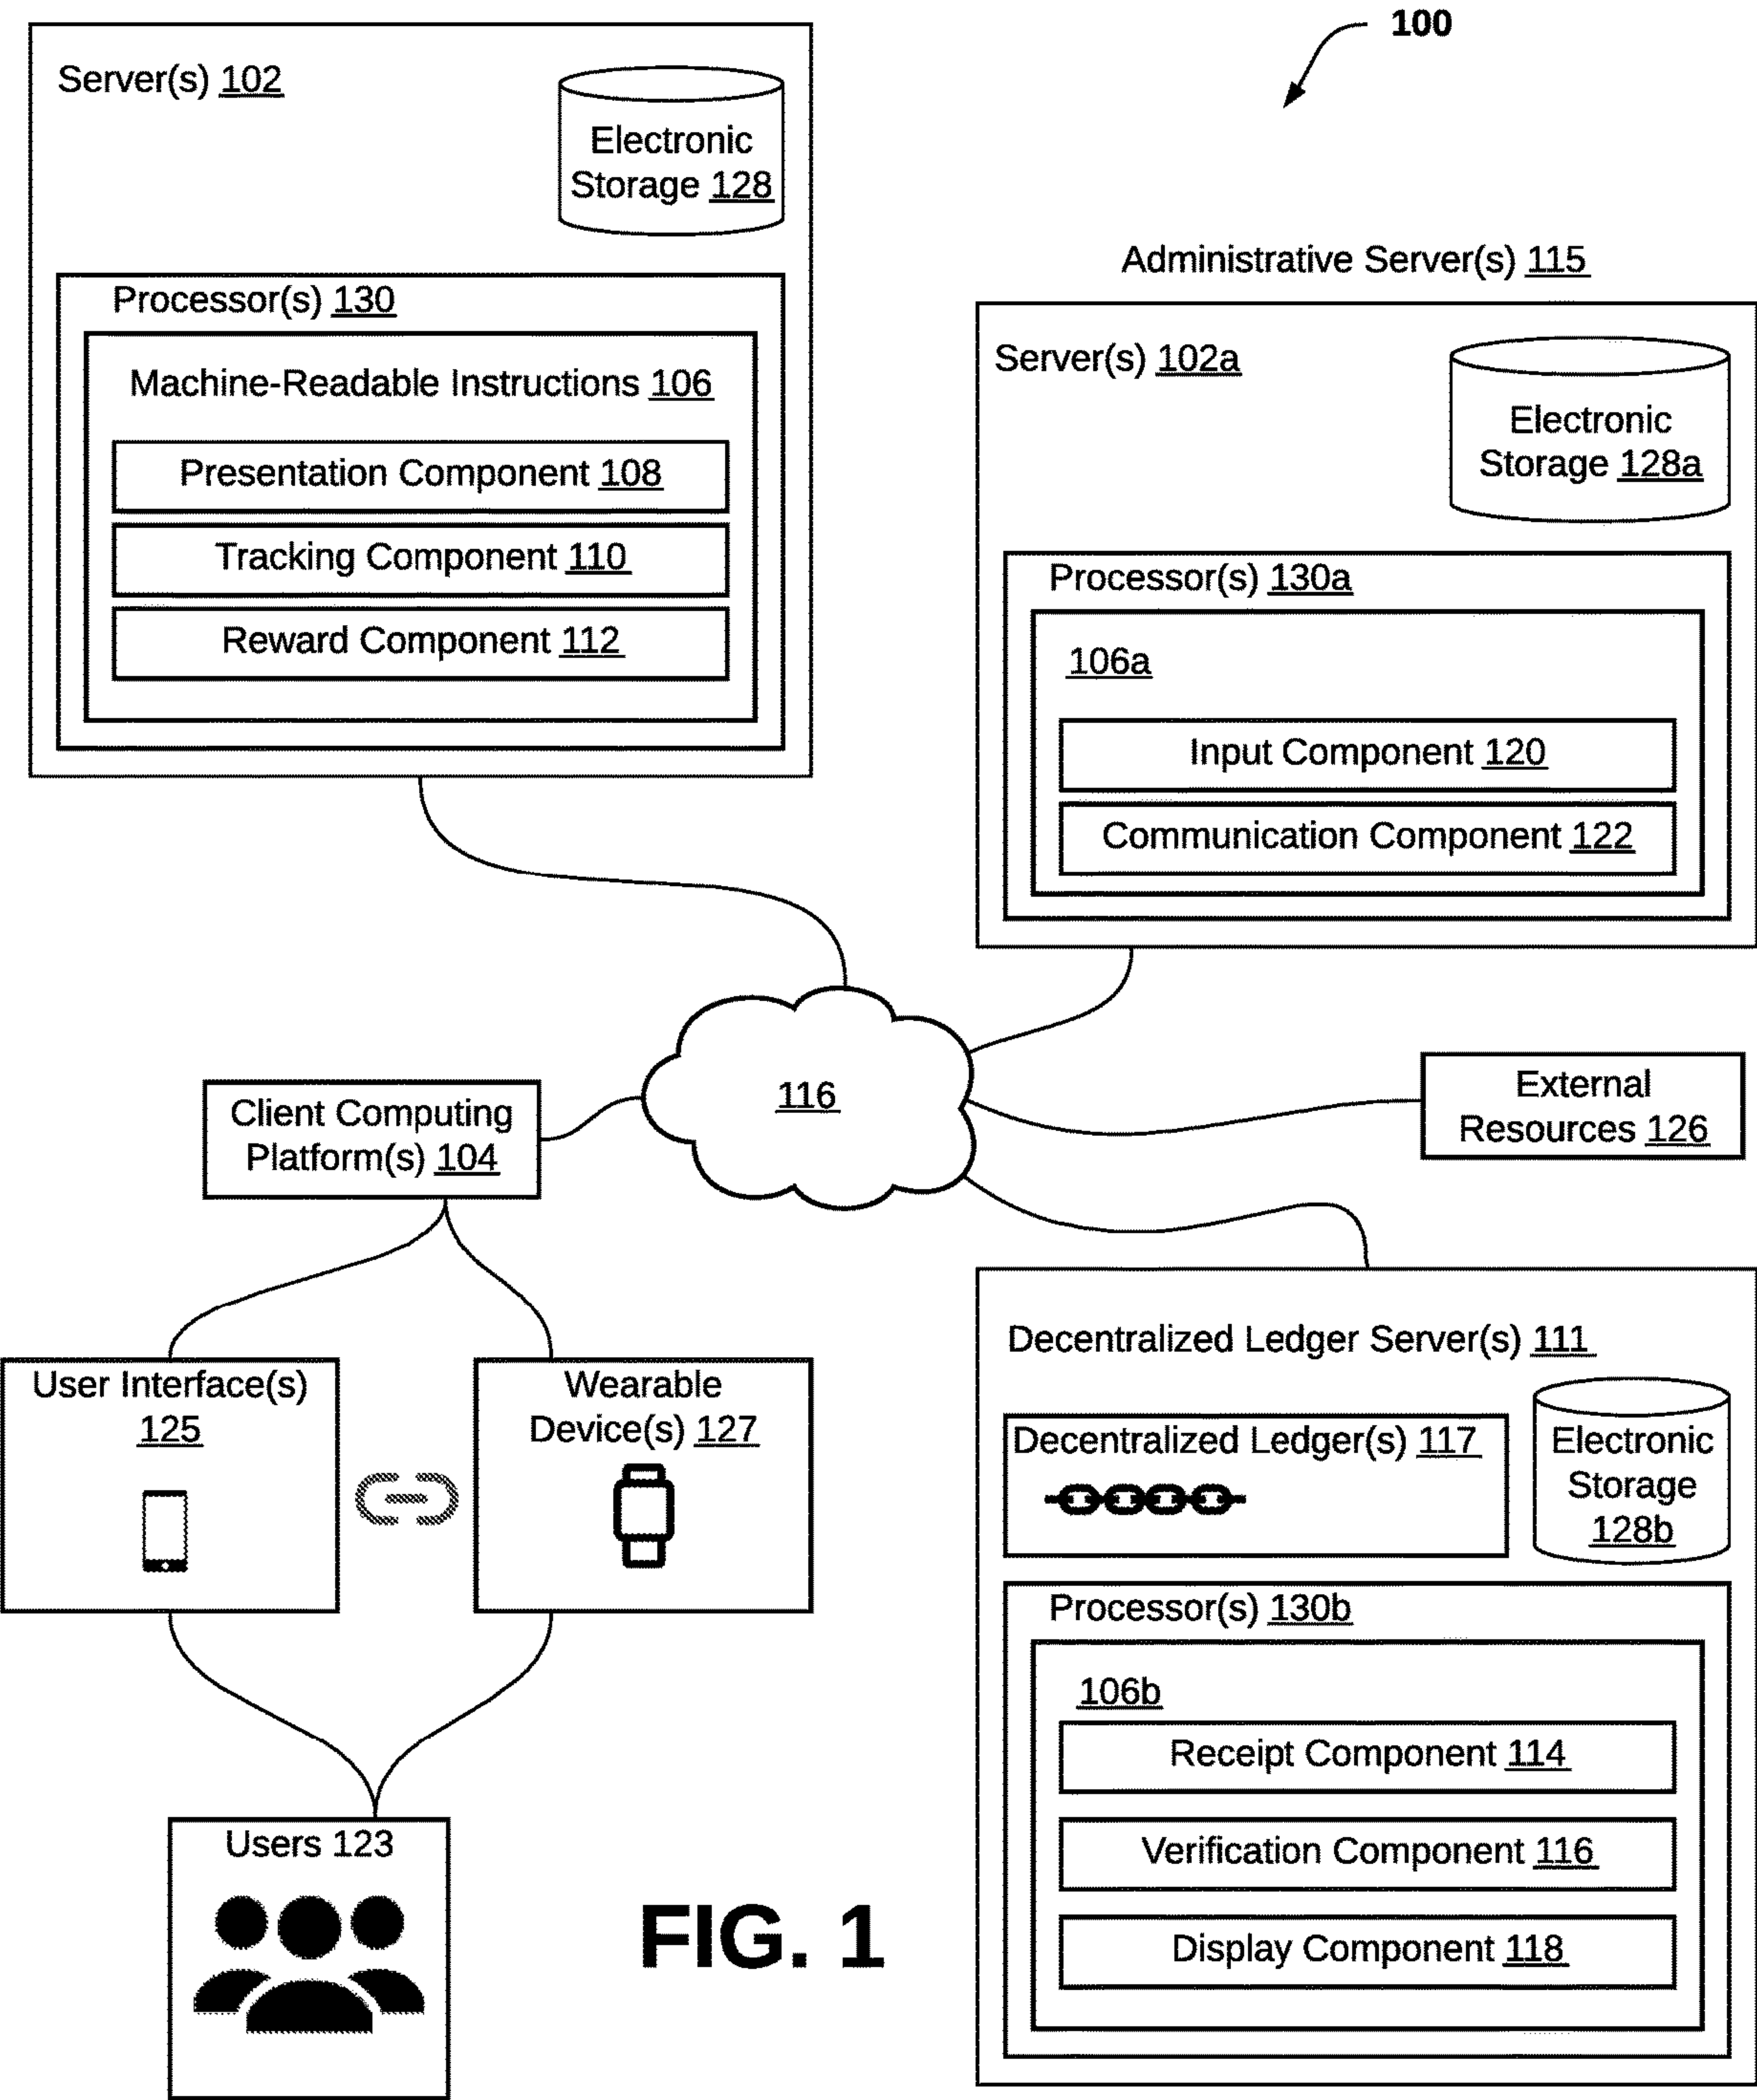 100
Server(s) 102
Electronic
Storage 128
Processor(s) 130
Machine-Readable Instructions 106
Presentation Component 108
Tracking Component 110
Reward Component 112
Administrative Server(s) 115
Server(s) 102a
Electronic
Storage 128a
Processor(s) 130a
106a
Input Component 120
Communication Component 122
116
External
Resources 126
Client Computing
Platform(s) 104
User Interface(s)
125
Wearable
Device(s) 127
Users 123
Decentralized Ledger Server(s) 111
Decentralized Ledger(s) 117
Electronic
Storage
128b
Processor(s) 130b
106b
Receipt Component 114
Verification Component 116
Display Component 118
FIG. 1